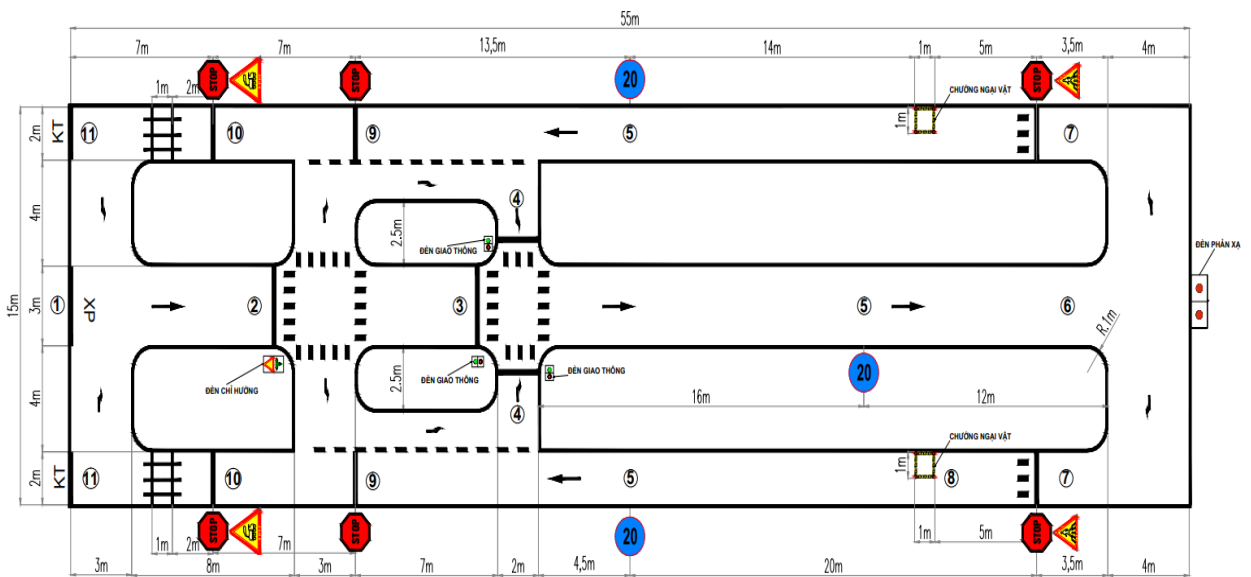 55m
7m
7m
13,5m
14m
1m
5m
3,5m
4m
STOP
STOP
20
STOP
1m
2m
CHƯỚNG NGẠI VẬT
2m
KT
11
10
9
5
1m
7
4m
4
2.5m
ĐÈN GIAO THÔNG
ĐÈN PHẢN XẠ
15m
3m
1
XP
2
3
5
6
R.1m
ĐÈN CHỈ HƯỚNG
4m
2.5m
ĐÈN GIAO THÔNG
ĐÈN GIAO THÔNG
20
4
16m
12m
CHƯỚNG NGẠI VẬT
2m
KT
11
10
9
5
1m
8
7
STOP
STOP
20
STOP
1m
2m
7m
1m
5m
3m
8m
3m
7m
2m
4,5m
20m
3,5m
4m